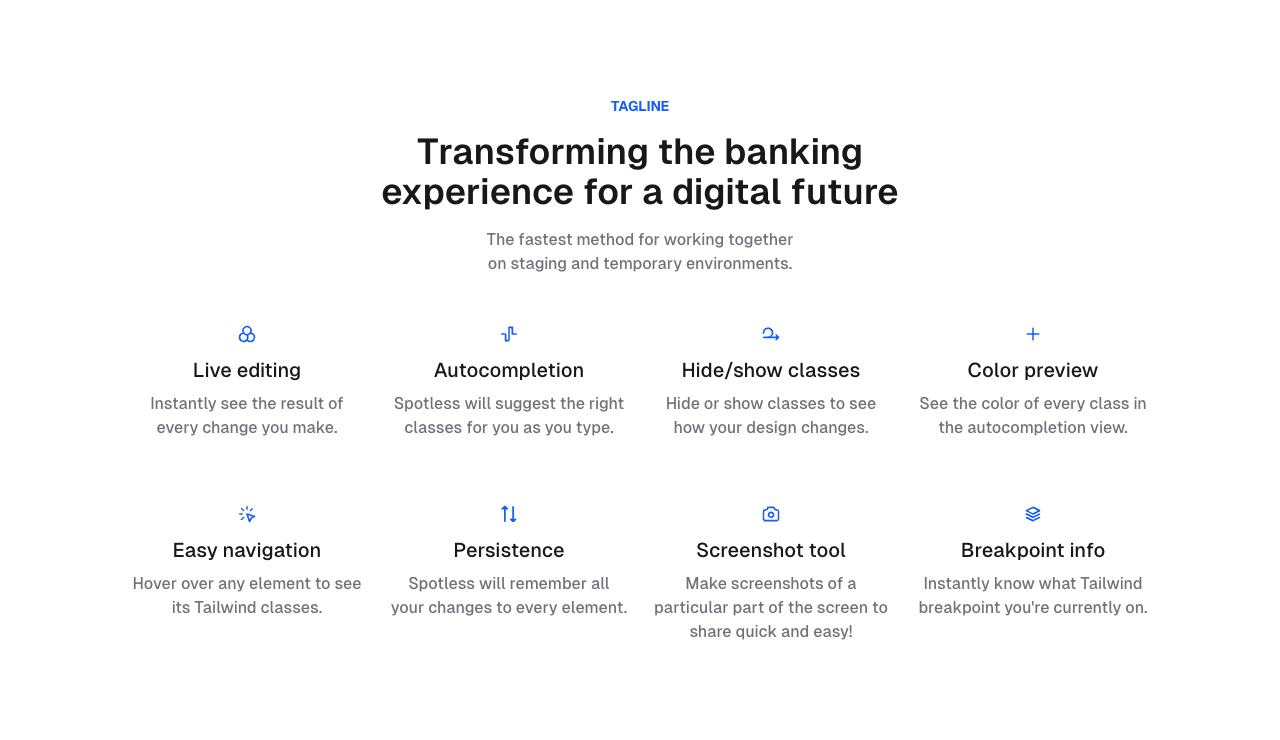 TAGLINE
Transforming the banking
experience for a digital future
The fastest method for working together
on staging and temporary environments.
Live editing
Instantly see the result of
every change you make.
Autocompletion
Spotless will suggest the right
classes for you as you type.
Hide/show classes
Hide or show classes to see
how your design changes.
Color preview
See the color of every class in
the autocompletion view.
Easy navigation
Hover over any element to see
its Tailwind classes.
Persistence
Spotless will remember all
your changes to every element.
Screenshot tool
Make screenshots of a
particular part of the screen to
share quick and easy!
Breakpoint info
Instantly know what Tailwind
breakpoint you're currently on.